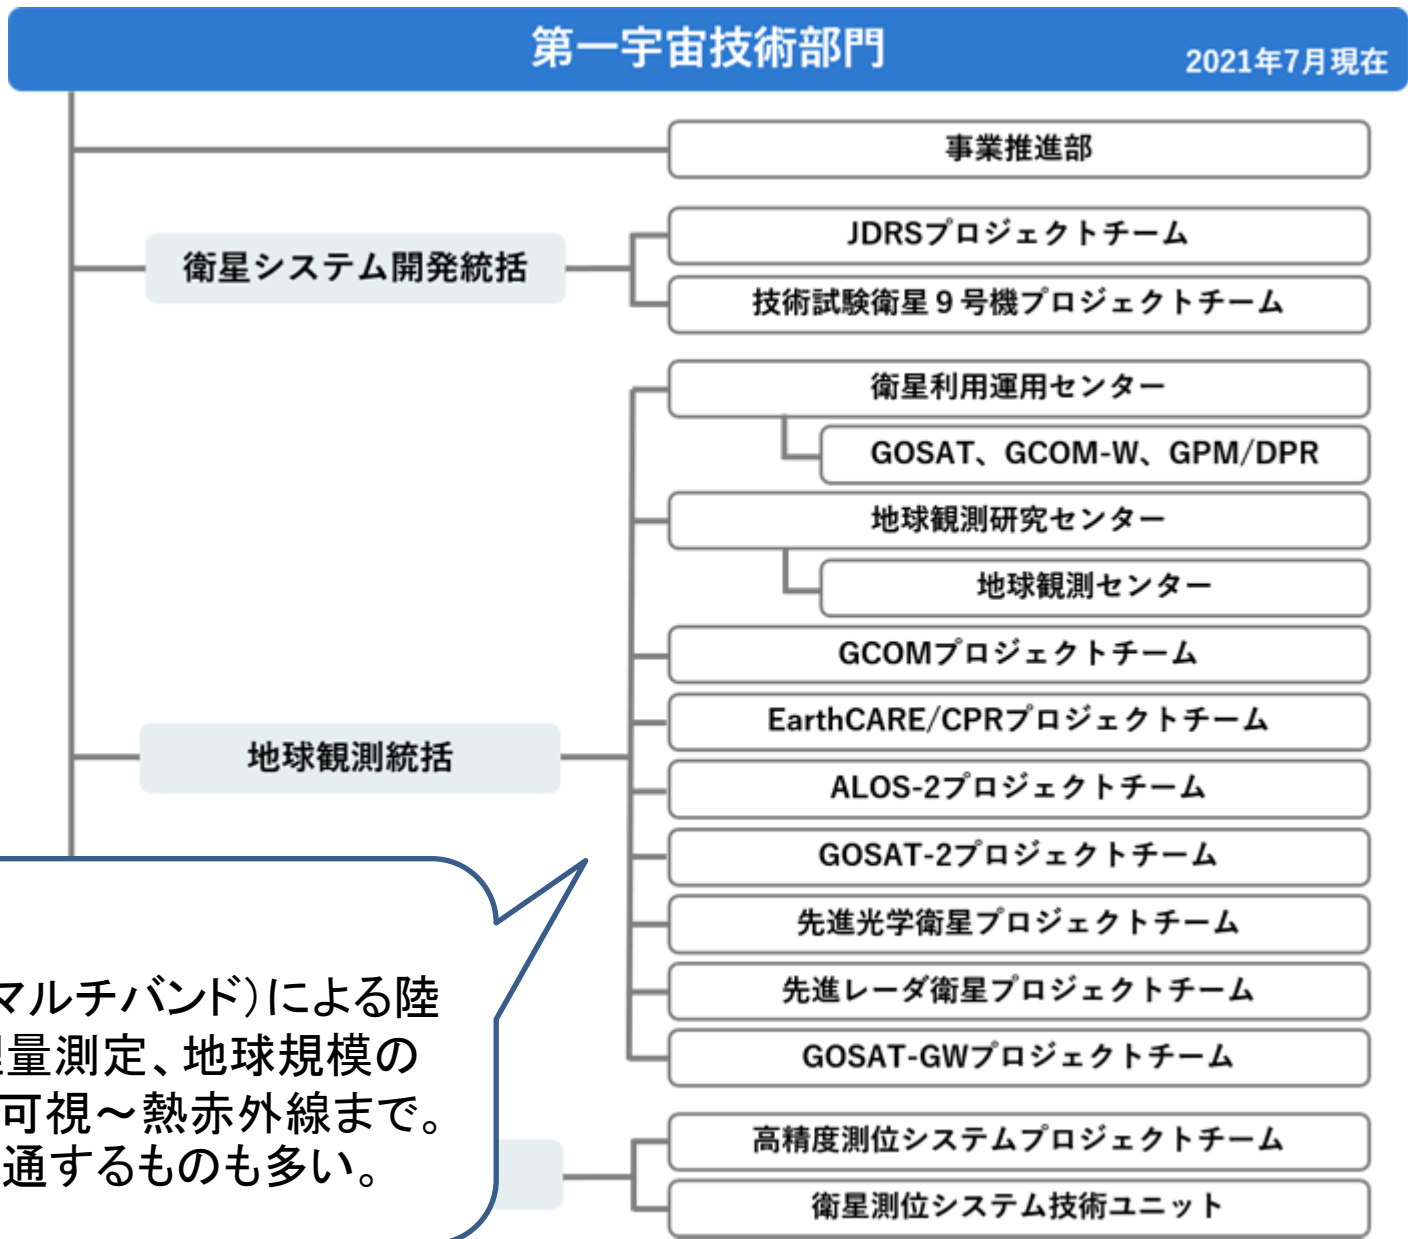 第一宇宙技術部門
2021年7月現在
事業推進部
衛星システム開発統括
JDRSプロジェクトチーム
技術試験衛星９号機プロジェクトチーム
地球観測統括
衛星利用運用センター
GOSAT、GCOM-W、GPM/DPR
地球観測研究センター
地球観測センター
GCOMプロジェクトチーム
EarthCARE/CPRプロジェクトチーム
ALOS-2プロジェクトチーム
GOSAT-2プロジェクトチーム
先進光学衛星プロジェクトチーム
先進レーダ衛星プロジェクトチーム
GOSAT-GWプロジェクトチーム
高精度測位システムプロジェクトチーム
衛星測位システム技術ユニット
マルチバンド）による陸
量測定、地球規模の
可視～熱赤外線まで。
通するものも多い。